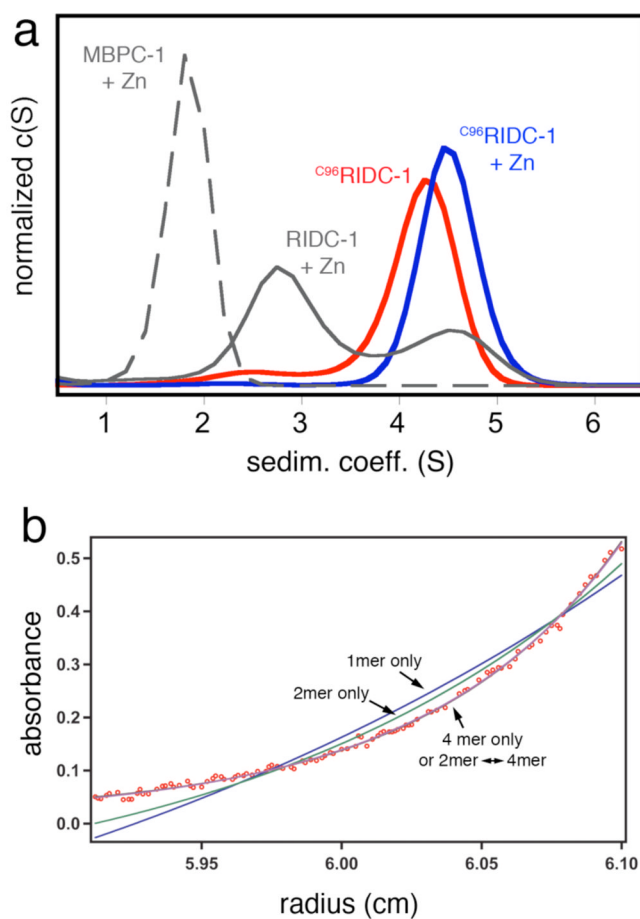 a
MBPC-1
+ Zn
C96RIDC-1
+ Zn
C96RIDC-1
RIDC-1
+ Zn
normalized c(S)
1 2 3 4 5 6
sedim. coeff. (S)
b
0.5
0.4
0.3
0.2
0.1
0.0
absorbance
1mer only
2mer only
4 mer only
or 2mer ↔ 4mer
5.95 6.00 6.05 6.10
radius (cm)